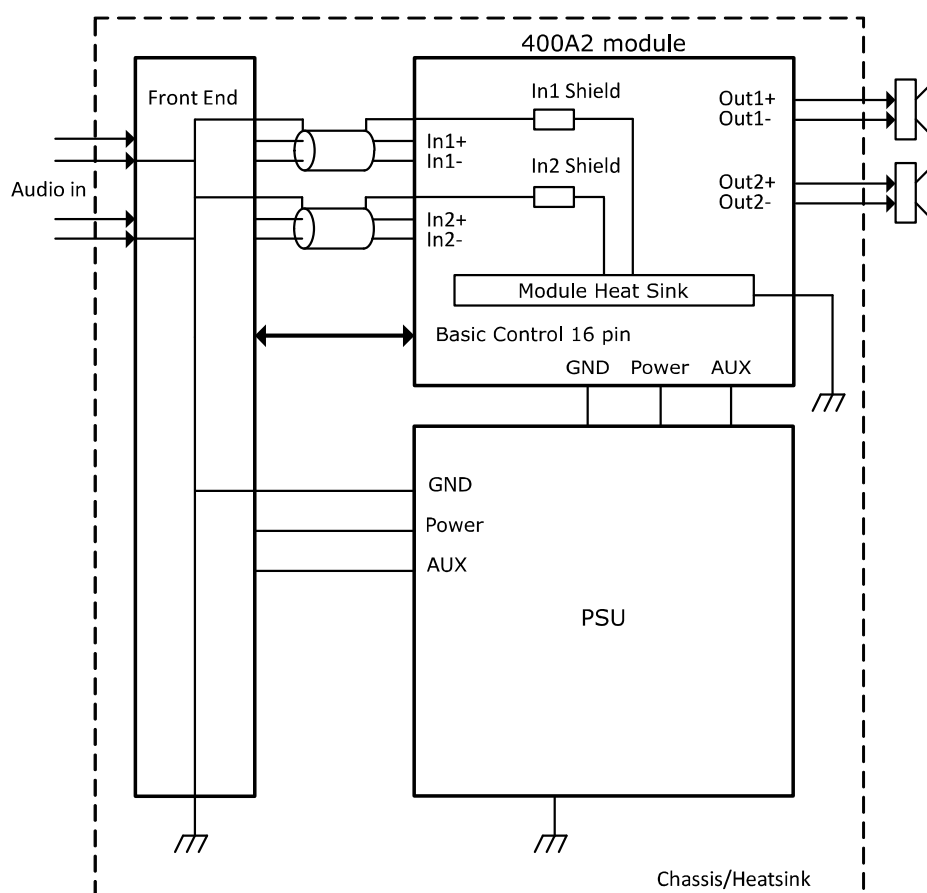 400A2 module
Front End
In1 Shield
Out1+
Out1-
In1+
In1-
In2 Shield
Audio in
Out2+
Out2-
In2+
In2-
Module Heat Sink
Basic Control 16 pin
GND Power AUX
GND
Power
AUX
PSU
Chassis/Heatsink